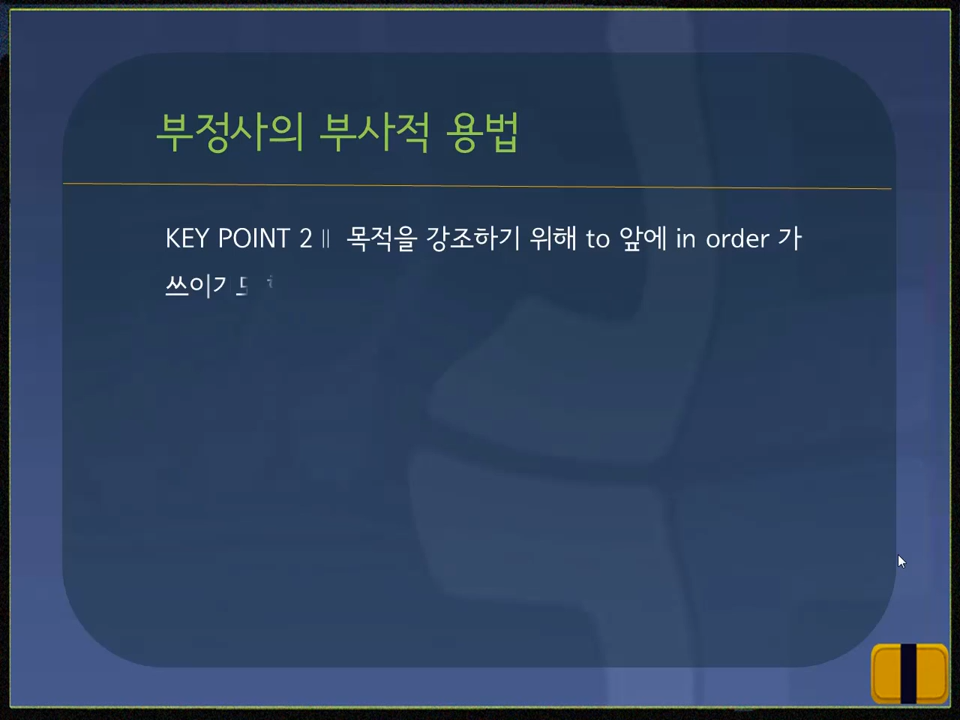 부정사의 부사적 용법
KEY POINT 2 ∥ 목적을 강조하기 위해 to 앞에 in order 가
쓰이기